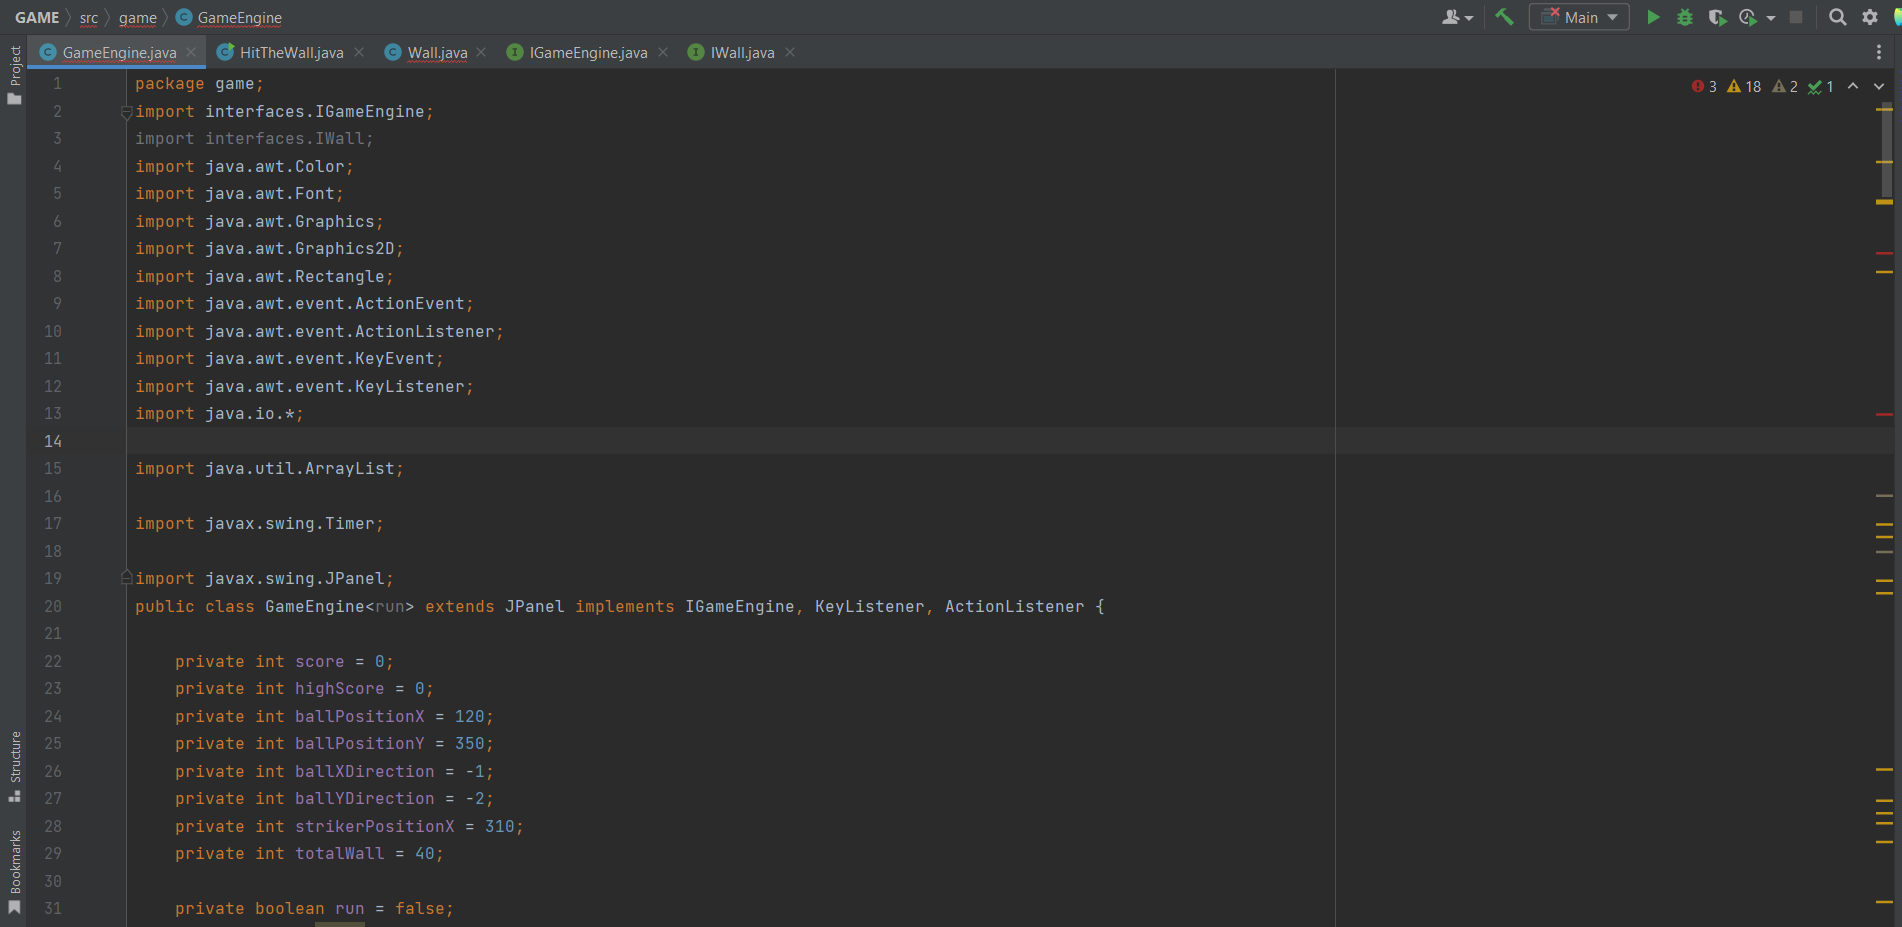 GAME src game GameEngine Main
GameEngine.java HitTheWall.java Wall.java IGameEngine.java IWall.java
Project
Structure
Bookmarks
3 18 2 1
1 package game;
2 import interfaces.IGameEngine;
3 import interfaces.IWall;
4 import java.awt.Color;
5 import java.awt.Font;
6 import java.awt.Graphics;
7 import java.awt.Graphics2D;
8 import java.awt.Rectangle;
9 import java.awt.event.ActionEvent;
10 import java.awt.event.ActionListener;
11 import java.awt.event.KeyEvent;
12 import java.awt.event.KeyListener;
13 import java.io.*;
14
15 import java.util.ArrayList;
16
17 import javax.swing.Timer;
18
19 import javax.swing.JPanel;
20 public class GameEngine<run> extends JPanel implements IGameEngine, KeyListener, ActionListener {
21
22 private int score = 0;
23 private int highScore = 0;
24 private int ballPositionX = 120;
25 private int ballPositionY = 350;
26 private int ballXDirection = -1;
27 private int ballYDirection = -2;
28 private int strikerPositionX = 310;
29 private int totalWall = 40;
30
31 private boolean run = false;